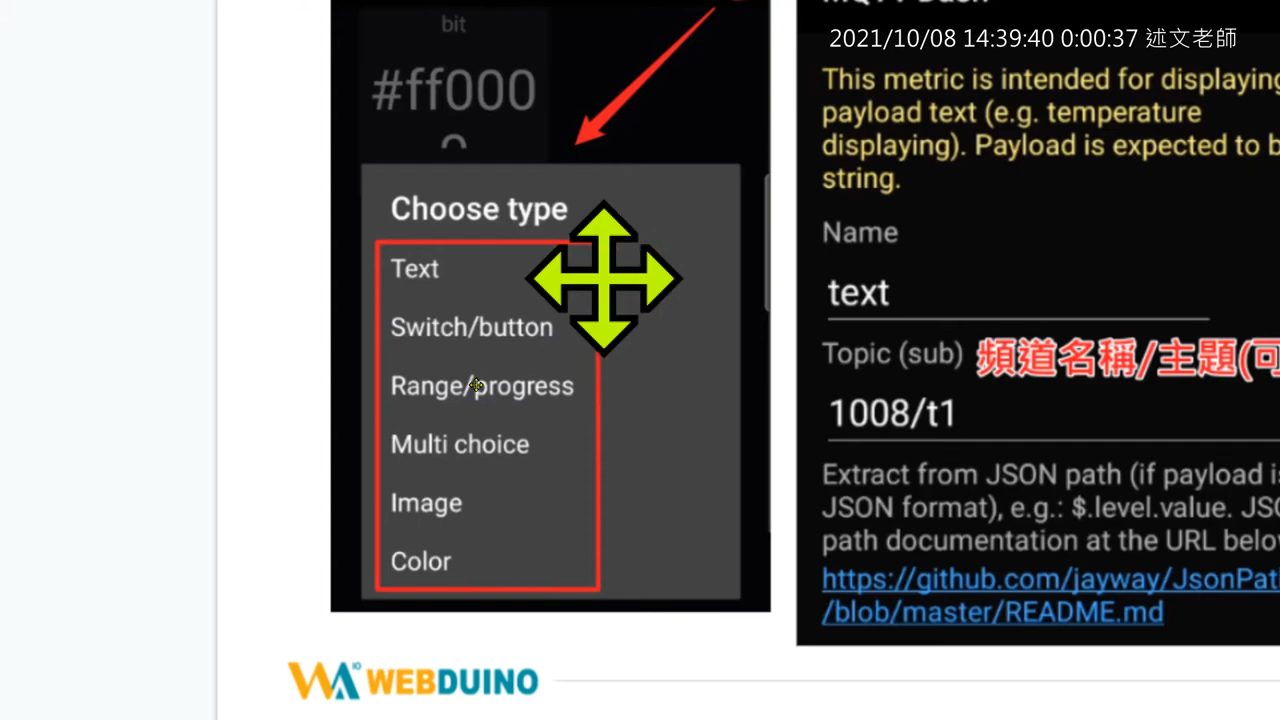 bit
#ff000
Choose type
Text
Switch/button
Range/progress
Multi choice
Image
Color
WEBDUINO
2021/10/08 14:39:40 0:00:37 述文老師
This metric is intended for displaying
payload text (e.g. temperature
displaying). Payload is expected to b
string.
Name
text
Topic (sub) 頻道名稱/主題(可
1008/t1
Extract from JSON path (if payload is
JSON format), e.g.: $.level.value. JSO
path documentation at the URL below
https://github.com/jayway/JsonPat
/blob/master/README.md